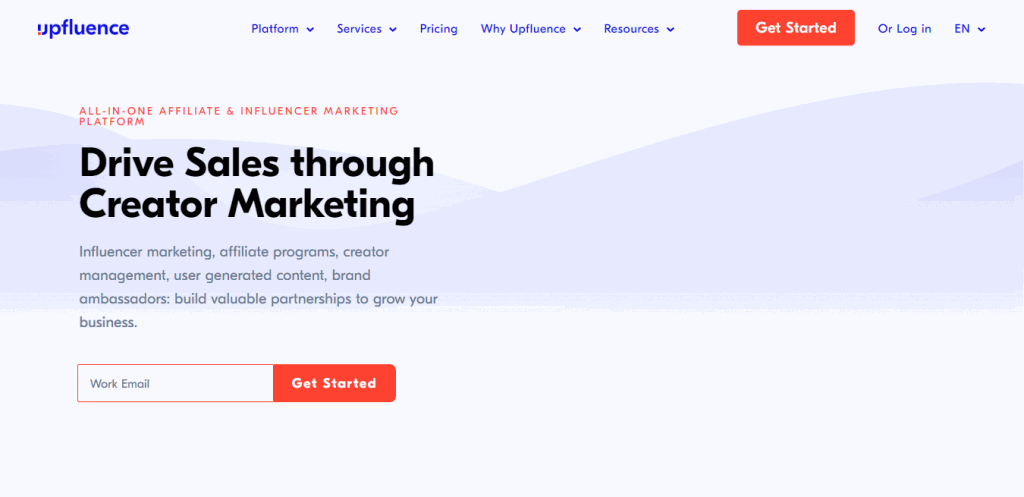 upfluence
Platform Services Pricing Why Upfluence Resources Get Started Or Log in EN
ALL-IN-ONE AFFILIATE & INFLUENCER MARKETING
PLATFORM
Drive Sales through
Creator Marketing
Influencer marketing, affiliate programs, creator
management, user generated content, brand
ambassadors: build valuable partnerships to grow your
business.
Work Email Get Started